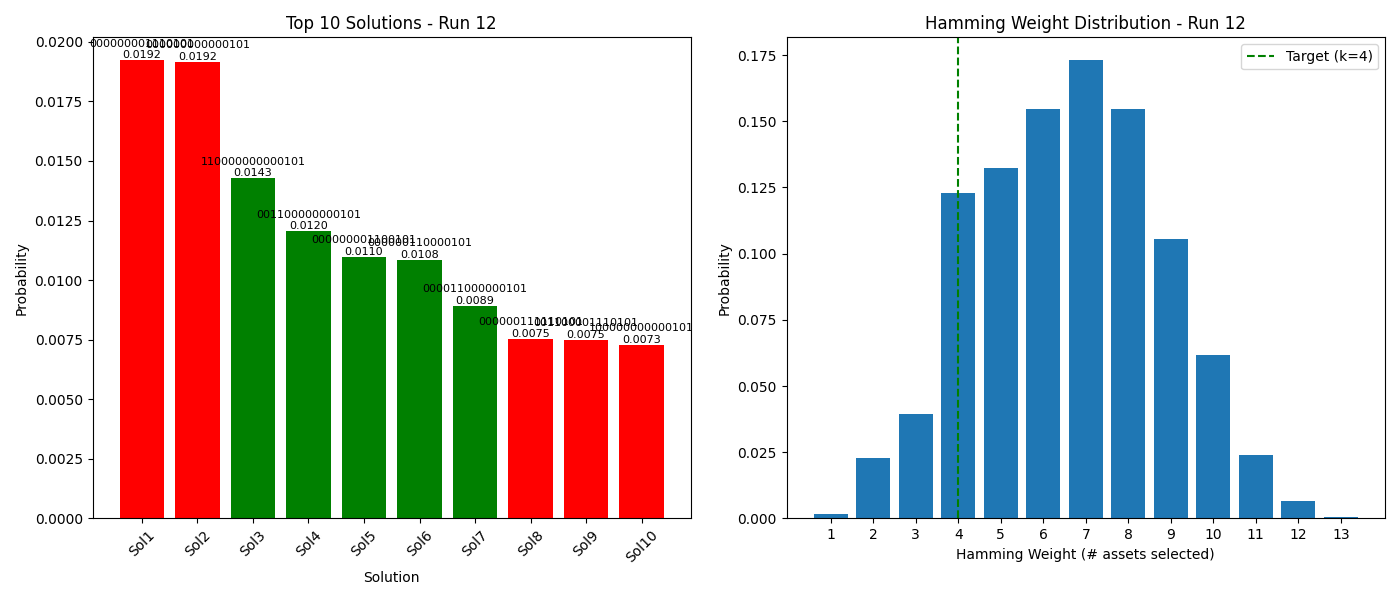 Top 10 Solutions - Run 12
000000001110101
0.0192
000000000000101
0.0192
110000000000101
0.0143
001100000000101
0.0120
000000001100101
0.0110
000000110000101
0.0108
000011000000101
0.0089
0.0075
0.0075
0.0073
Probability
0.0200
0.0175
0.0150
0.0125
0.0100
0.0075
0.0050
0.0025
0.0000
Sol1
Sol2
Sol3
Sol4
Sol5
Sol6
Sol7
Sol8
Sol9
Sol10
Solution
Hamming Weight Distribution - Run 12
Target (k=4)
Probability
0.175
0.150
0.125
0.100
0.075
0.050
0.025
0.000
1 2 3 4 5 6 7 8 9 10 11 12 13
Hamming Weight (# assets selected)